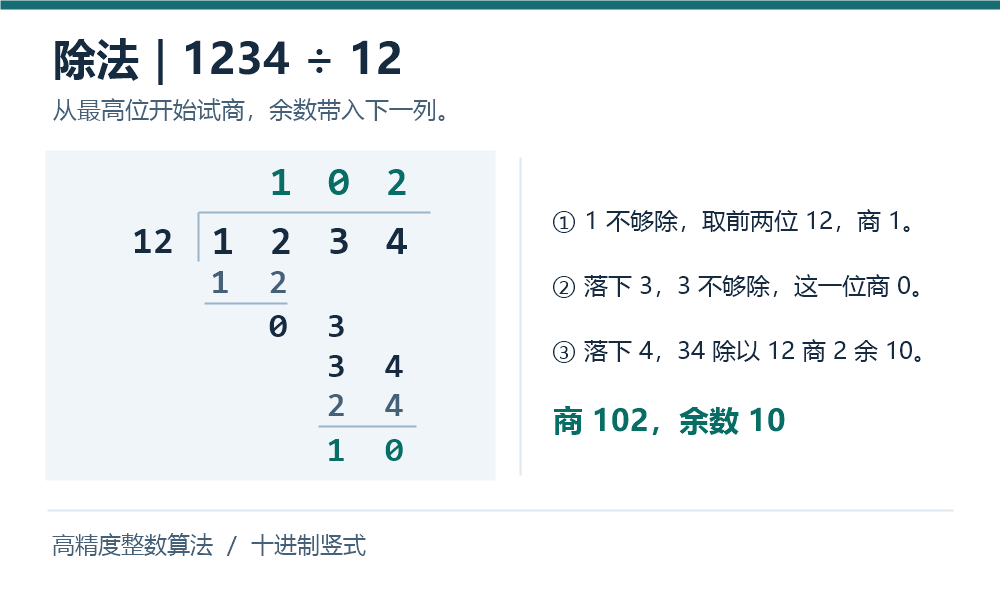 除法 | 1234 ÷ 12
从最高位开始试商，余数带入下一列。
1 0 2
12 1 2 3 4
1 2
0 3
3 4
2 4
1 0
① 1 不够除，取前两位 12，商 1。
② 落下 3，3 不够除，这一位商 0。
③ 落下 4，34 除以 12 商 2 余 10。
商 102，余数 10
高精度整数算法 / 十进制竖式